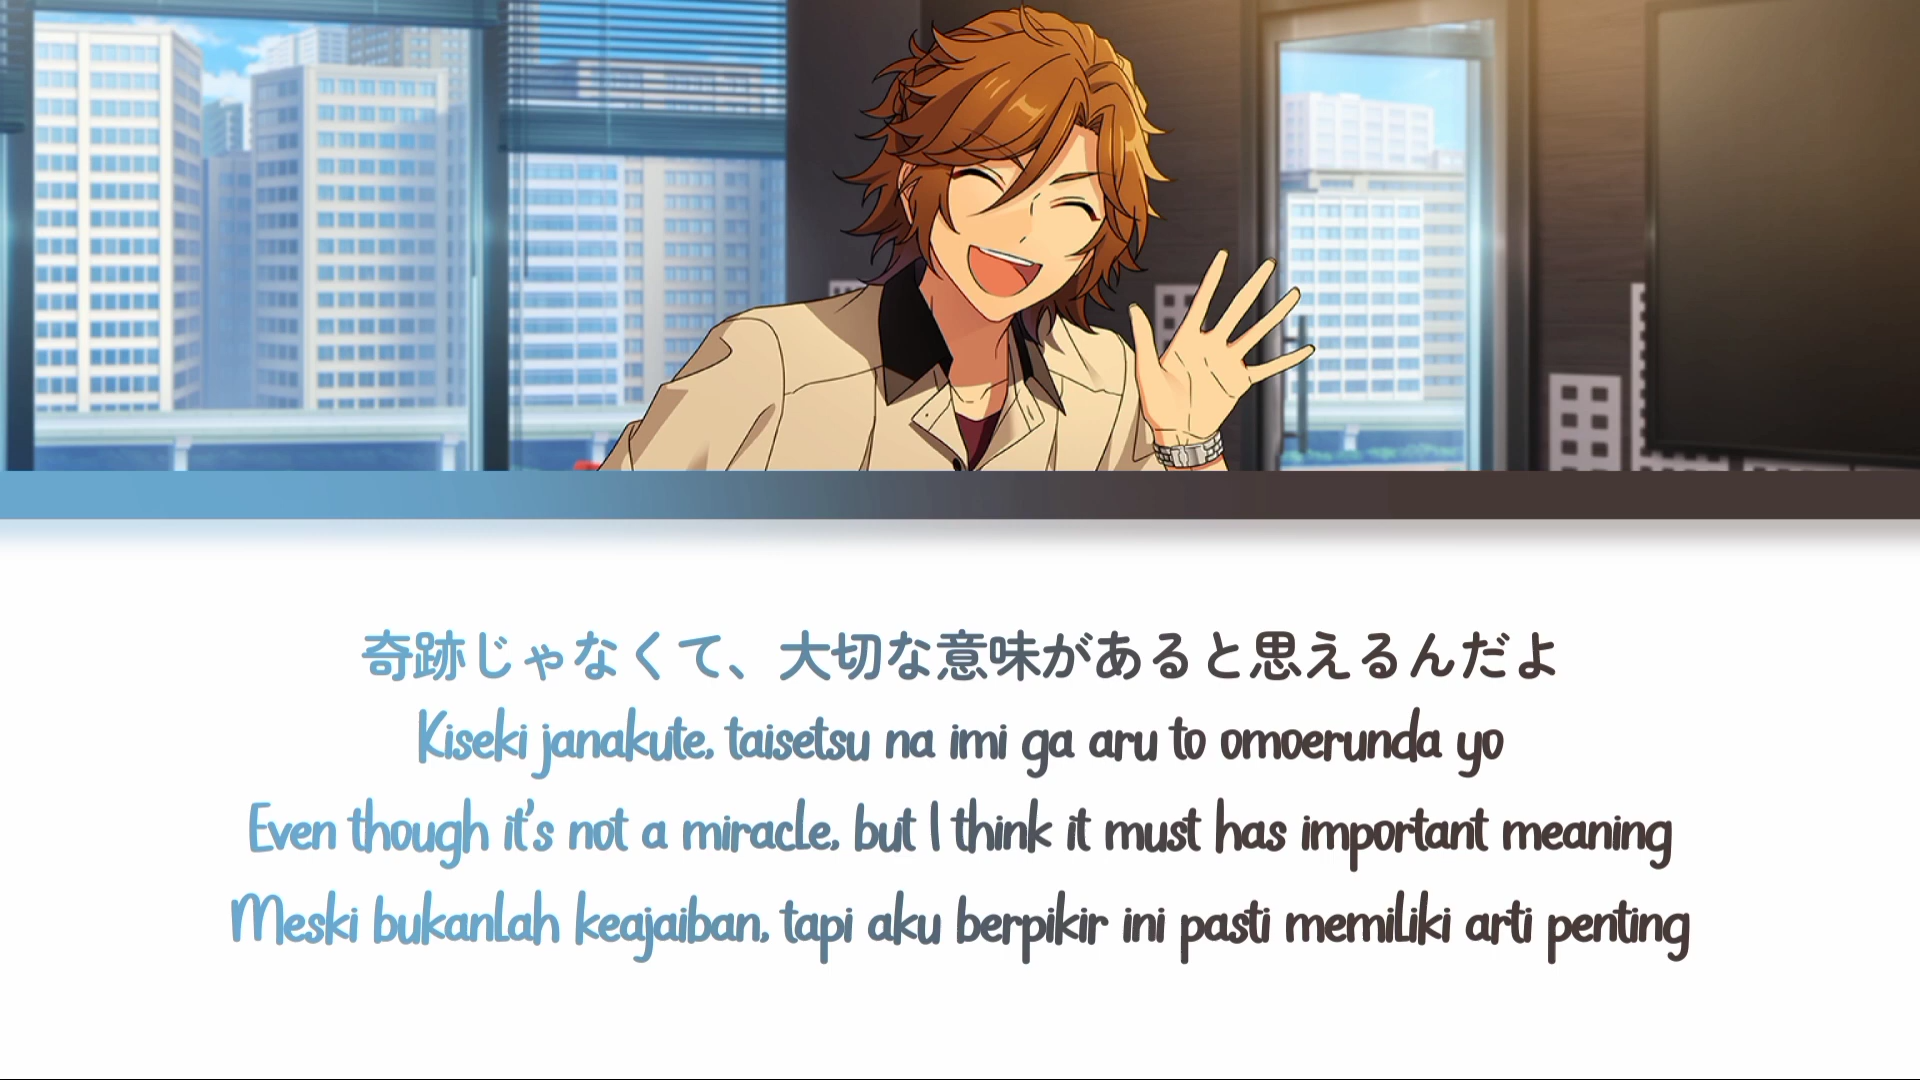 奇跡じゃなくて、大切な意味があると思えるんだよ
Kiseki janakute, taisetsu na imi ga aru to omoerunda yo
Even though it's not a miracle, but I think it must has important meaning
Meski bukanlah keajaiban, tapi aku berpikir ini pasti memiliki arti penting